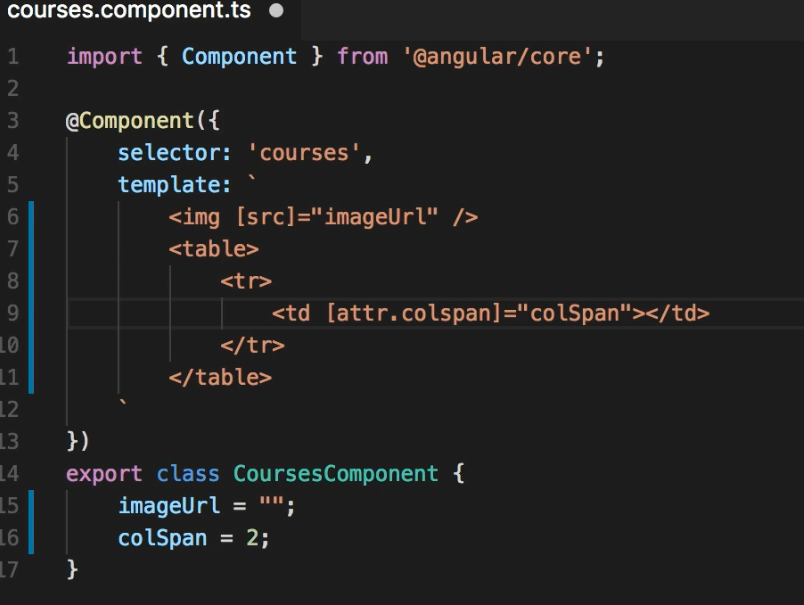 courses.component.ts
1 import { Component } from '@angular/core';
2
3 @Component({
4 selector: 'courses',
5 template: `
6 <img [src]="imageUrl" />
7 <table>
8 <tr>
9 <td [attr.colspan]="colSpan"></td>
10 </tr>
11 </table>
12 `
13 })
14 export class CoursesComponent {
15 imageUrl = "";
16 colSpan = 2;
17 }